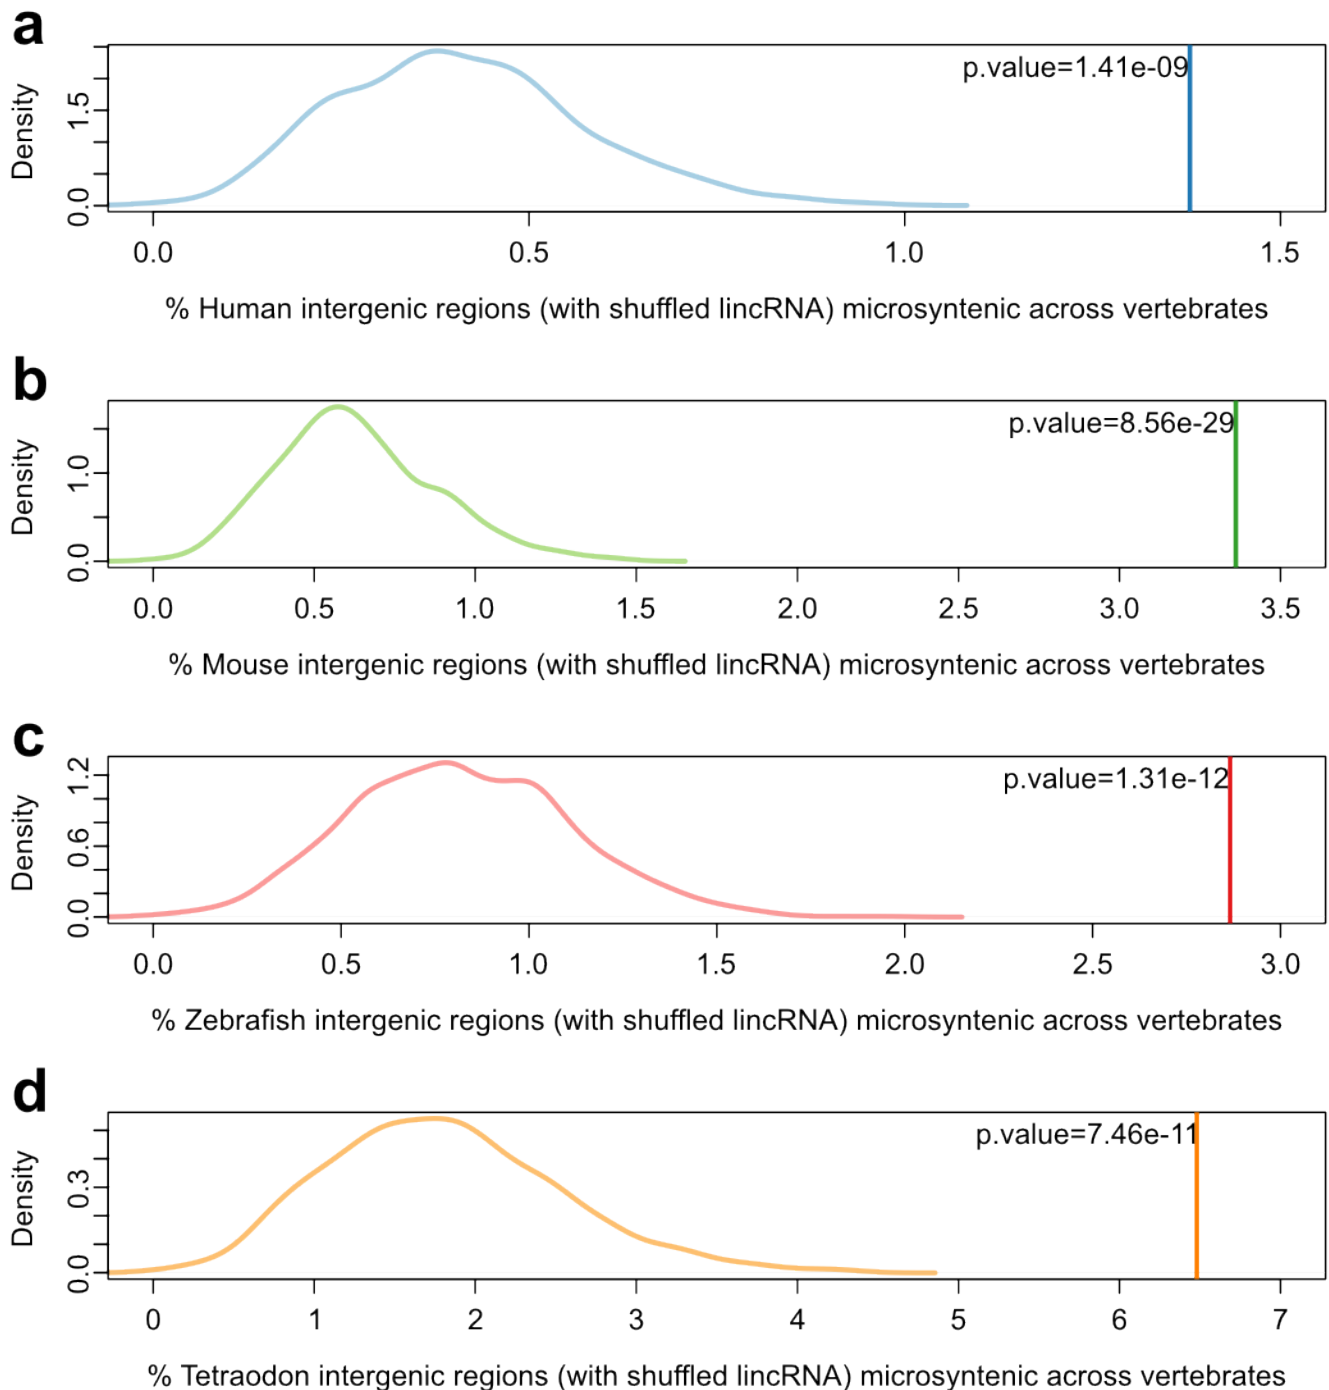 a
Density
0.0
1.5
p.value=1.41e-09
0.0 0.5 1.0 1.5
% Human intergenic regions (with shuffled lincRNA) microsyntenic across vertebrates
b
Density
0.0
1.0
p.value=8.56e-29
0.0 0.5 1.0 1.5 2.0 2.5 3.0 3.5
% Mouse intergenic regions (with shuffled lincRNA) microsyntenic across vertebrates
c
Density
0.0
0.6
1.2
p.value=1.31e-12
0.0 0.5 1.0 1.5 2.0 2.5 3.0
% Zebrafish intergenic regions (with shuffled lincRNA) microsyntenic across vertebrates
d
Density
0.0
0.3
p.value=7.46e-11
0 1 2 3 4 5 6 7
% Tetraodon intergenic regions (with shuffled lincRNA) microsyntenic across vertebrates